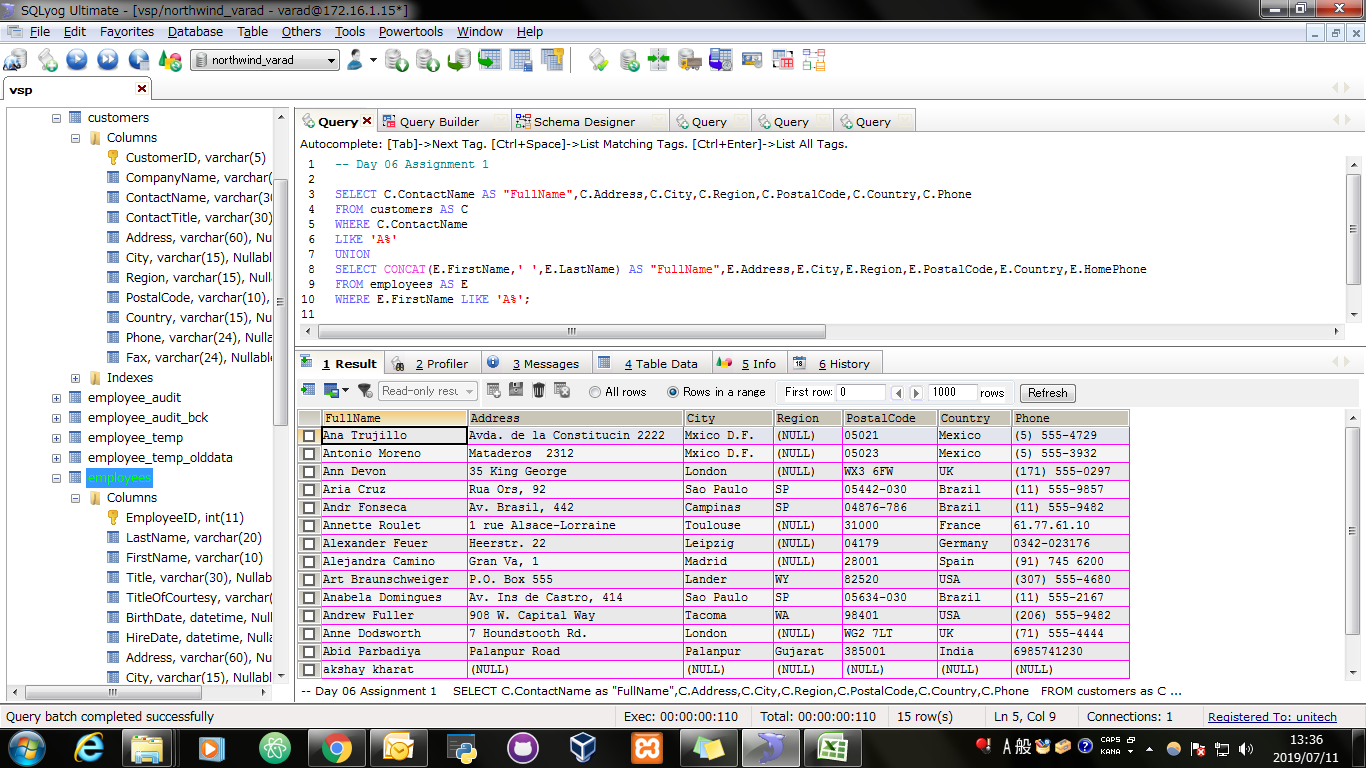 SQLyog Ultimate - [vsp/northwind_varad - varad@172.16.1.15*]
File Edit Favorites Database Table Others Tools Powertools Window Help
northwind_varad
vsp
customers
Columns
CustomerID, varchar(5)
CompanyName, varchar(
ContactName, varchar(30
ContactTitle, varchar(30)
Address, varchar(60), Nu
City, varchar(15), Nullabl
Region, varchar(15), Null
PostalCode, varchar(10),
Country, varchar(15), Nu
Phone, varchar(24), Nulla
Fax, varchar(24), Nullable
Indexes
employee_audit
employee_audit_bck
employee_temp
employee_temp_olddata
employees
Columns
EmployeeID, int(11)
LastName, varchar(20)
FirstName, varchar(10)
Title, varchar(30), Nullab
TitleOfCourtesy, varchar(
BirthDate, datetime, Nulla
HireDate, datetime, Nullab
Address, varchar(60), Nu
City, varchar(15), Nullabl
Query Query Builder Schema Designer Query Query Query
Autocomplete: [Tab]->Next Tag. [Ctrl+Space]->List Matching Tags. [Ctrl+Enter]->List All Tags.
1 -- Day 06 Assignment 1
2
3 SELECT C.ContactName AS "FullName",C.Address,C.City,C.Region,C.PostalCode,C.Country,C.Phone
4 FROM customers AS C
5 WHERE C.ContactName
6 LIKE 'A%'
7 UNION
8 SELECT CONCAT(E.FirstName,' ',E.LastName) AS "FullName",E.Address,E.City,E.Region,E.PostalCode,E.Country,E.HomePhone
9 FROM employees AS E
10 WHERE E.FirstName LIKE 'A%';
11
1 Result 2 Profiler 3 Messages 4 Table Data 5 Info 6 History
Read-only resu All rows Rows in a range First row: 0 1000 rows Refresh
FullName Address City Region PostalCode Country Phone
Ana Trujillo Avda. de la Constitucin 2222 Mxico D.F. (NULL) 05021 Mexico (5) 555-4729
Antonio Moreno Mataderos 2312 Mxico D.F. (NULL) 05023 Mexico (5) 555-3932
Ann Devon 35 King George London (NULL) WX3 6FW UK (171) 555-0297
Aria Cruz Rua Ors, 92 Sao Paulo SP 05442-030 Brazil (11) 555-9857
Andr Fonseca Av. Brasil, 442 Campinas SP 04876-786 Brazil (11) 555-9482
Annette Roulet 1 rue Alsace-Lorraine Toulouse (NULL) 31000 France 61.77.61.10
Alexander Feuer Heerstr. 22 Leipzig (NULL) 04179 Germany 0342-023176
Alejandra Camino Gran Va, 1 Madrid (NULL) 28001 Spain (91) 745 6200
Art Braunschweiger P.O. Box 555 Lander WY 82520 USA (307) 555-4680
Anabela Domingues Av. Ins de Castro, 414 Sao Paulo SP 05634-030 Brazil (11) 555-2167
Andrew Fuller 908 W. Capital Way Tacoma WA 98401 USA (206) 555-9482
Anne Dodsworth 7 Houndstooth Rd. London (NULL) WG2 7LT UK (71) 555-4444
Abid Parbadiya Palanpur Road Palanpur Gujarat 385001 India 6985741230
akshay kharat (NULL) (NULL) (NULL) (NULL) (NULL) (NULL)
-- Day 06 Assignment 1 SELECT C.ContactName as "FullName",C.Address,C.City,C.Region,C.PostalCode,C.Country,C.Phone FROM customers as C ...
Query batch completed successfully Exec: 00:00:00:110 Total: 00:00:00:110 15 row(s) Ln 5, Col 9 Connections: 1 Registered To: unitech
A 般 CAPS KANA 13:36
2019/07/11